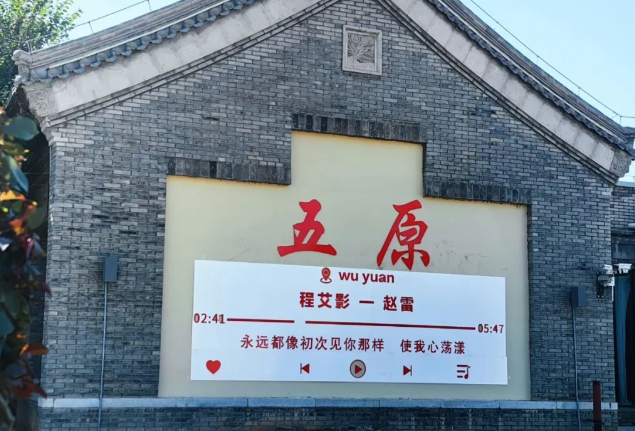 五原
wu yuan
程艾影 一 赵雷
02:41 05:47
永远都像初次见你那样 使我心荡漾